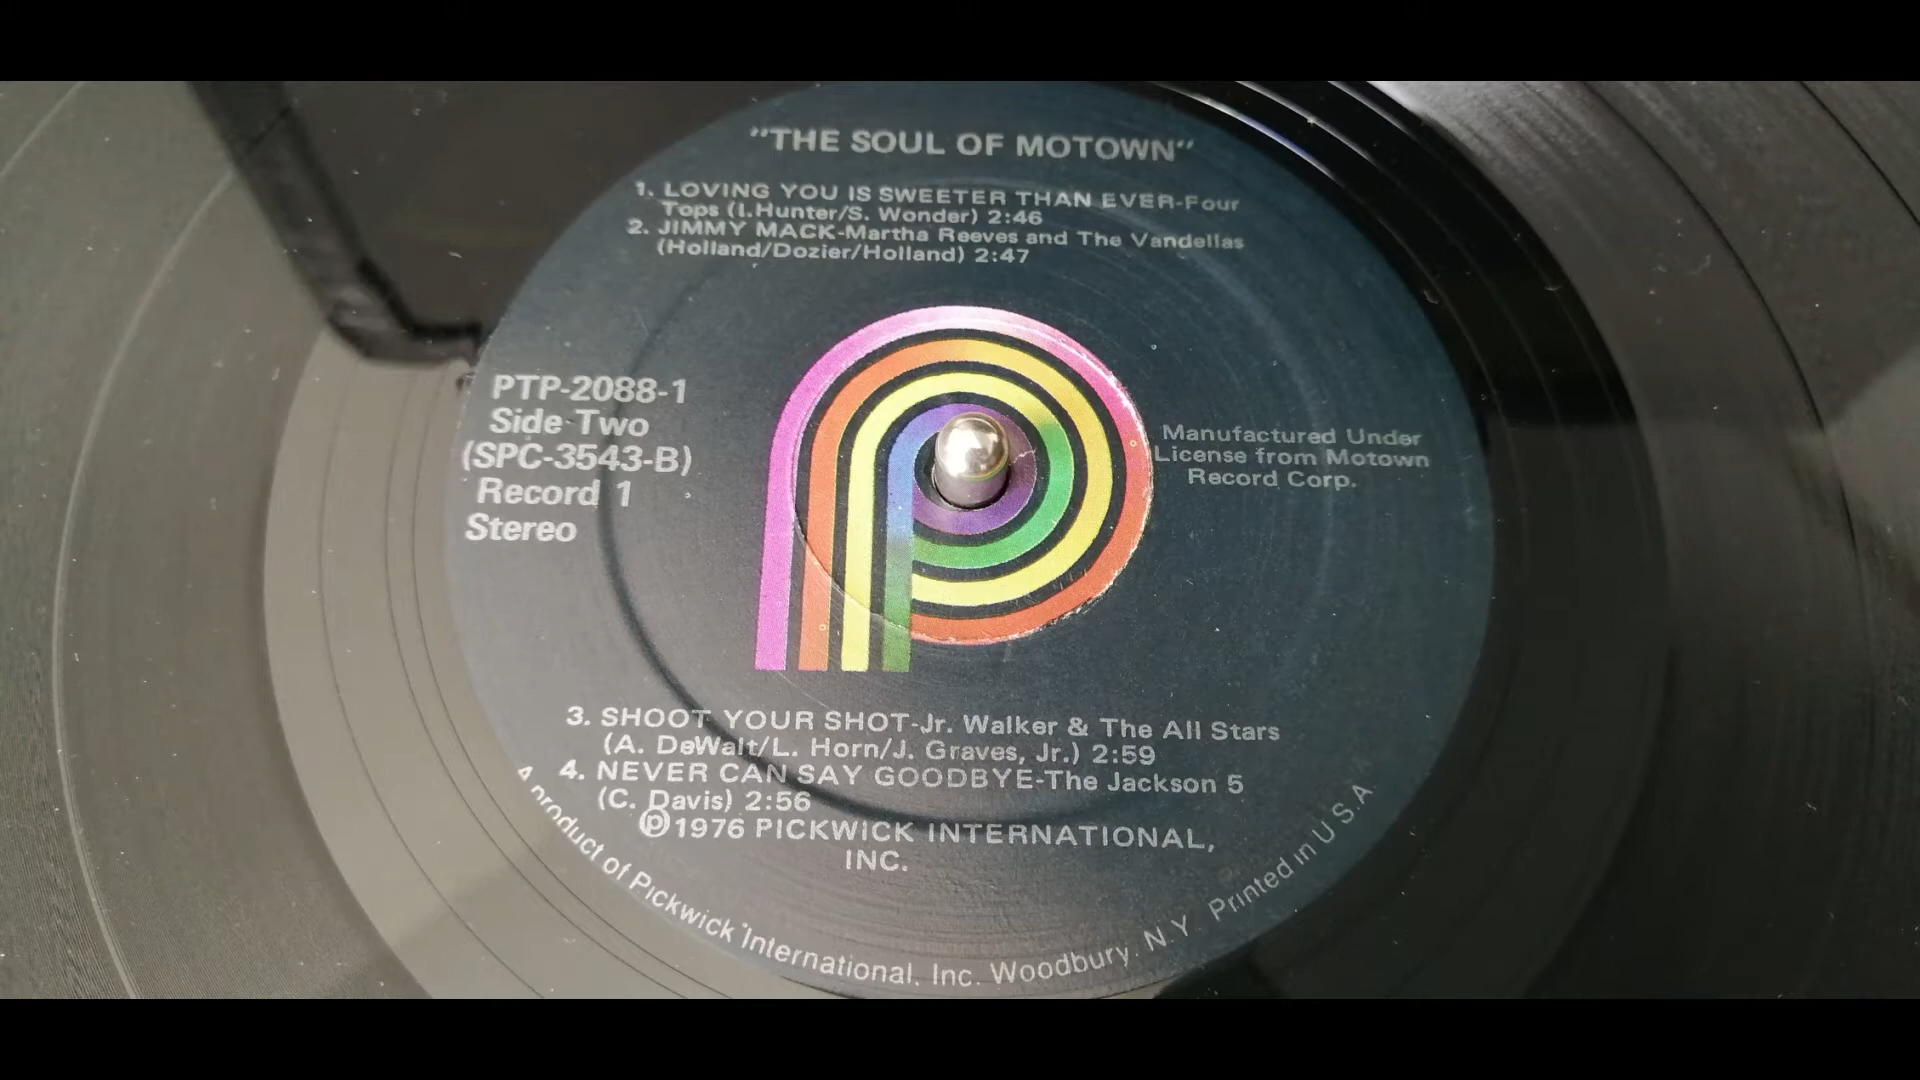 "THE SOUL OF MOTOWN"
1. LOVING YOU IS SWEETER THAN EVER-Four
Tops (I.Hunter/S. Wonder) 2:46
2. JIMMY MACK-Martha Reeves and The Vandellas
(Holland/Dozier/Holland) 2:47
PTP-2088-1
Side Two
(SPC-3543-B)
Record 1
Stereo
Manufactured Under
License from Motown
Record Corp.
3. SHOOT YOUR SHOT-Jr. Walker & The All Stars
(A. DeWalt/L. Horn/J. Graves, Jr.) 2:59
4. NEVER CAN SAY GOODBYE-The Jackson 5
(C. Davis) 2:56
Ⓟ1976 PICKWICK INTERNATIONAL,
INC.
A product of Pickwick International, Inc. Woodbury, N.Y. Printed in U.S.A.